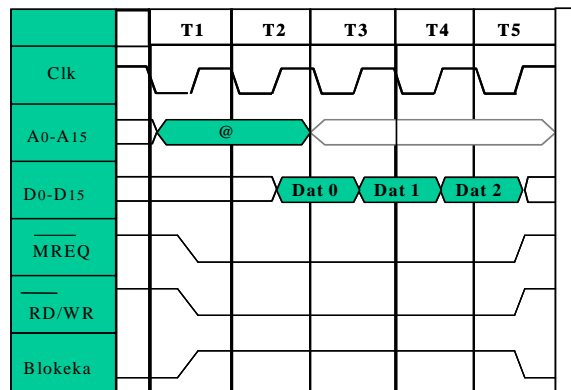 T1 T2 T3 T4 T5
Clk
A0-A15 @
D0-D15 Dat 0 Dat 1 Dat 2
MREQ
RD/WR
Blokeka